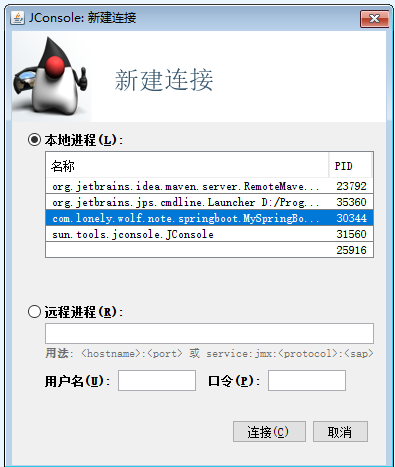 JConsole: 新建连接
新建连接
本地进程(L):
名称 PID
org.jetbrains.idea.maven.server.RemoteMave... 23792
org.jetbrains.jps.cmdline.Launcher D:/Prog... 35360
com.lonely.wolf.note.springboot.MySpringBo... 30344
sun.tools.jconsole.JConsole 31560
25916
远程进程(R):
用法: <hostname>:<port> 或 service:jmx:<protocol>:<sap>
用户名(U): 口令(P):
连接(C) 取消